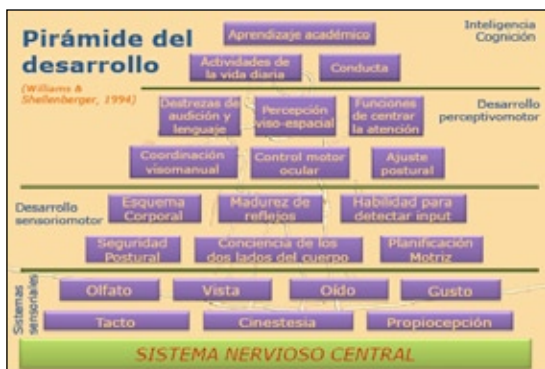 Pirámide del
desarrollo
(Williams &
Shellenberger, 1994)
Inteligencia
Cognición
Aprendizaje académico
Actividades de
la vida diaria
Conducta
Desarrollo
perceptivomotor
Destrezas de
audición y
lenguaje
Percepción
viso-espacial
Funciones
de centrar
la atención
Coordinación
visomanual
Control motor
ocular
Ajuste
postural
Desarrollo
sensoriomotor
Esquema
Corporal
Madurez de
reflejos
Habilidad para
detectar input
Seguridad
Postural
Conciencia de los
dos lados del cuerpo
Planificación
Motriz
Sistemas
sensoriales
Olfato
Vista
Oído
Gusto
Tacto
Cinestesia
Propiocepción
SISTEMA NERVIOSO CENTRAL